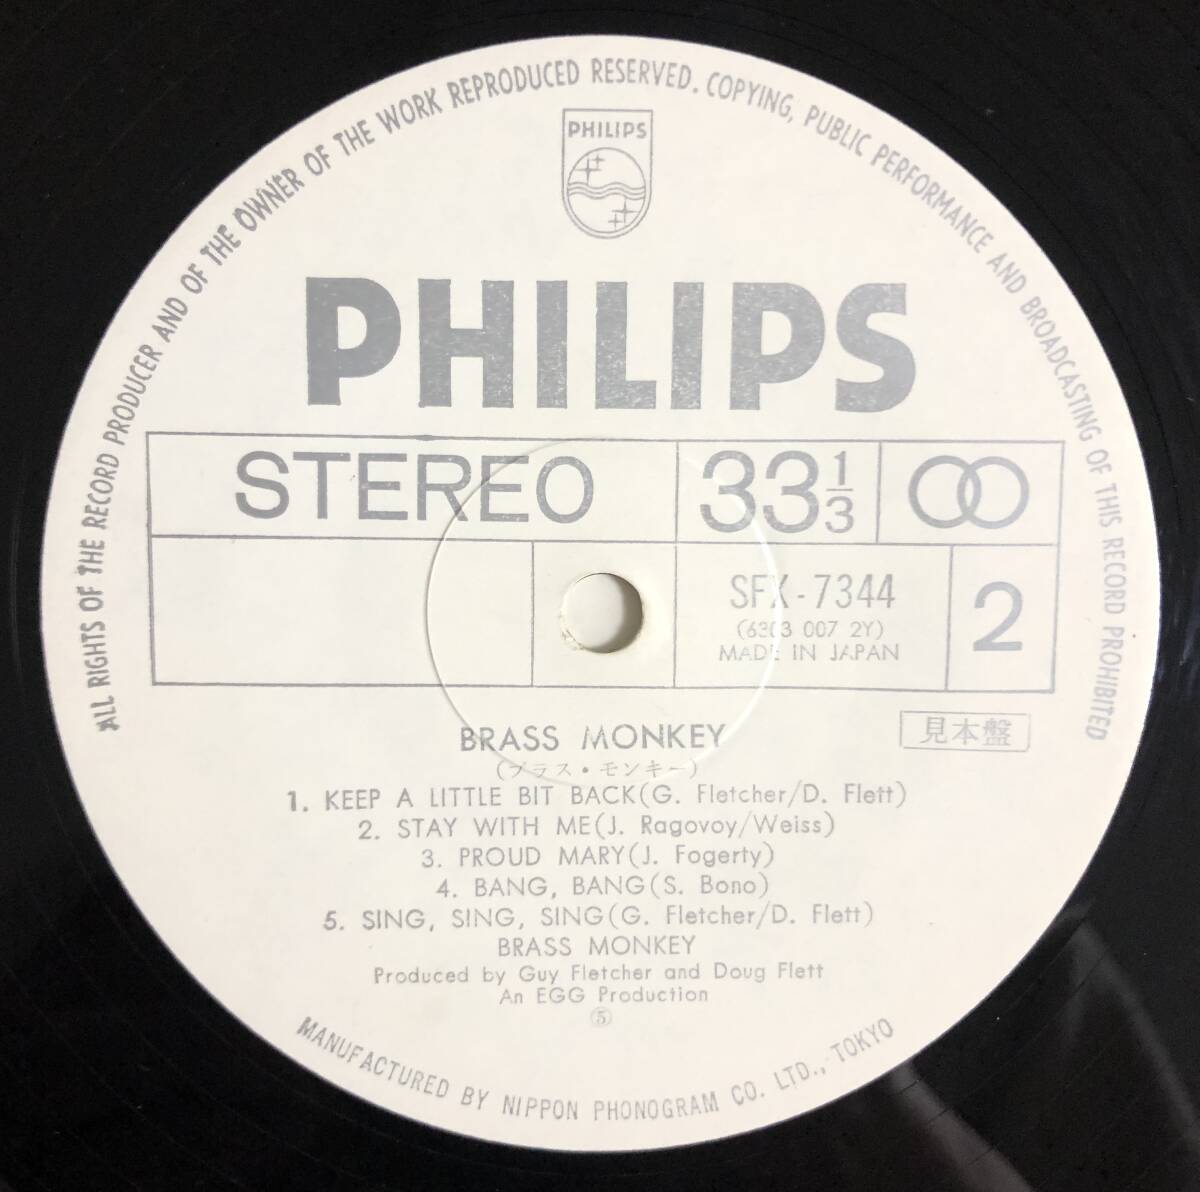 ALL RIGHTS OF THE RECORD PRODUCER AND OF THE OWNER OF THE WORK REPRODUCED RESERVED. COPYING, PUBLIC PERFORMANCE AND BROADCASTING OF THIS RECORD PROHIBITED
PHILIPS
PHILIPS
STEREO 33 1/3
SFX-7344
(6303 007 2Y)
MADE IN JAPAN
2
BRASS MONKEY
見本盤
(ブラス・モンキー)
1. KEEP A LITTLE BIT BACK(G. Fletcher/D. Flett)
2. STAY WITH ME(J. Ragovoy/Weiss)
3. PROUD MARY(J. Fogerty)
4. BANG, BANG(S. Bono)
5. SING, SING, SING(G. Fletcher/D. Flett)
BRASS MONKEY
Produced by Guy Fletcher and Doug Flett
An EGG Production
⑤
MANUFACTURED BY NIPPON PHONOGRAM CO. LTD., TOKYO